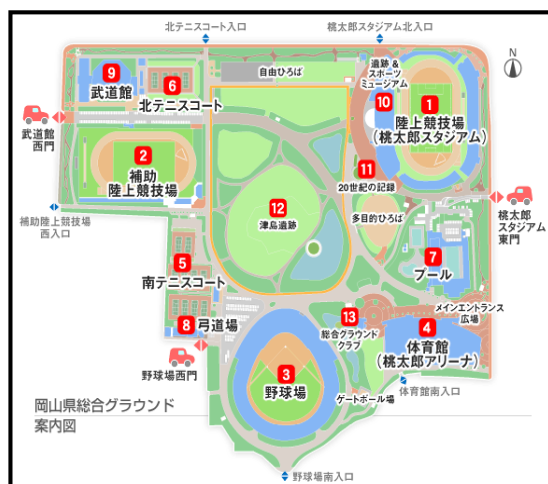 北テニスコート入口
桃太郎スタジアム北入口
N
9
武道館
6
北テニスコート
自由ひろば
遺跡 &
スポーツ
ミュージアム
10
1
陸上競技場
(桃太郎スタジアム)
武道館
西門
2
補助
陸上競技場
11
20世紀の記録
桃太郎
スタジアム
東門
補助陸上競技場
西入口
12
津島遺跡
多目的ひろば
7
プール
5
南テニスコート
メインエントランス
広場
8
弓道場
13
総合グラウンド
クラブ
4
体育館
(桃太郎アリーナ)
野球場西門
3
野球場
体育館南入口
ゲートボール場
岡山県総合グラウンド
案内図
野球場南入口